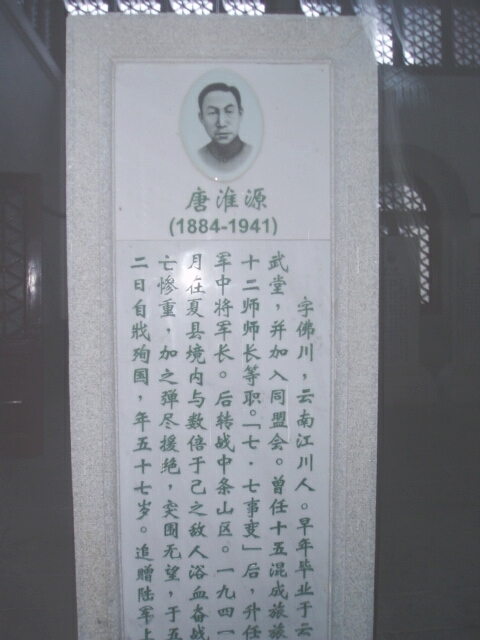 唐淮源
(1884-1941)
字佛川，云南江川人。早年毕业于云
武堂，并加入同盟会。曾任十五混成旅旅
十二师师长等职。「七·七事变」后，升任
军中将军长。后转战中条山区。一九四一
月在夏县境内与数倍于己之敌人浴血奋战
亡惨重，加之弹尽援绝，突围无望，于五
二日自戕殉国，年五十七岁。追赠陆军上